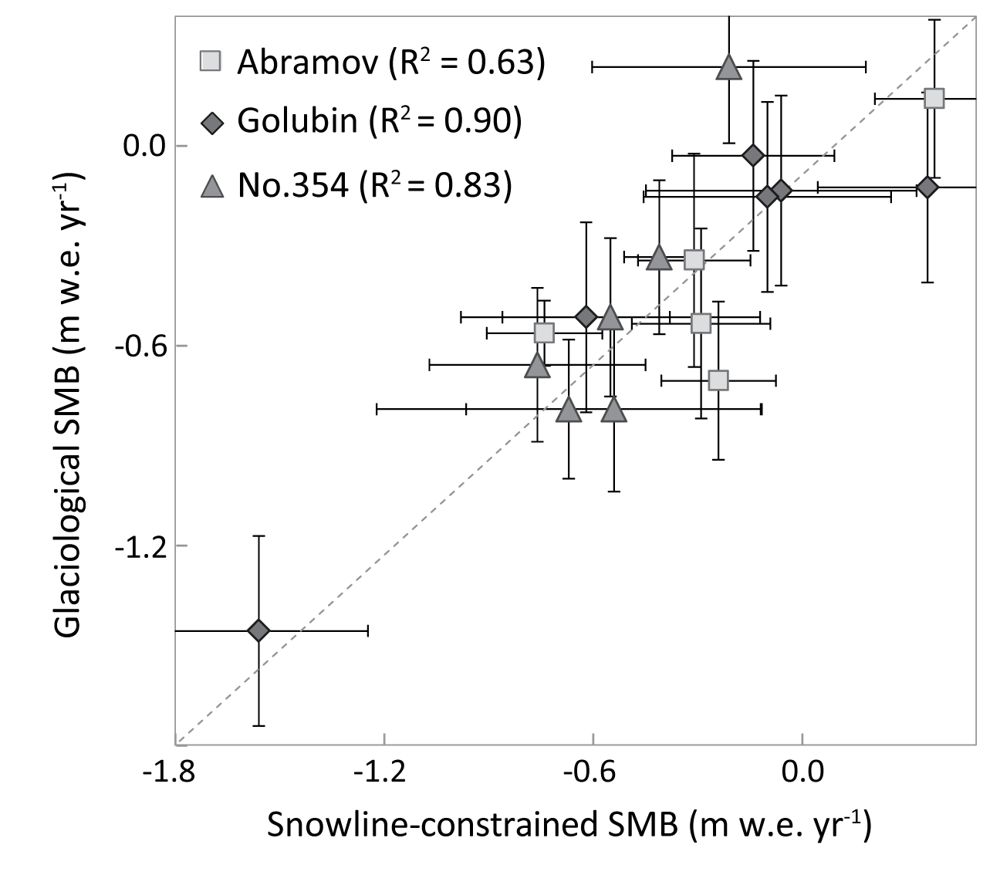 Abramov (R² = 0.63)
Golubin (R² = 0.90)
No.354 (R² = 0.83)
0.0
-0.6
-1.2
Glaciological SMB (m w.e. yr⁻¹)
-1.8
-1.2
-0.6
0.0
Snowline-constrained SMB (m w.e. yr⁻¹)